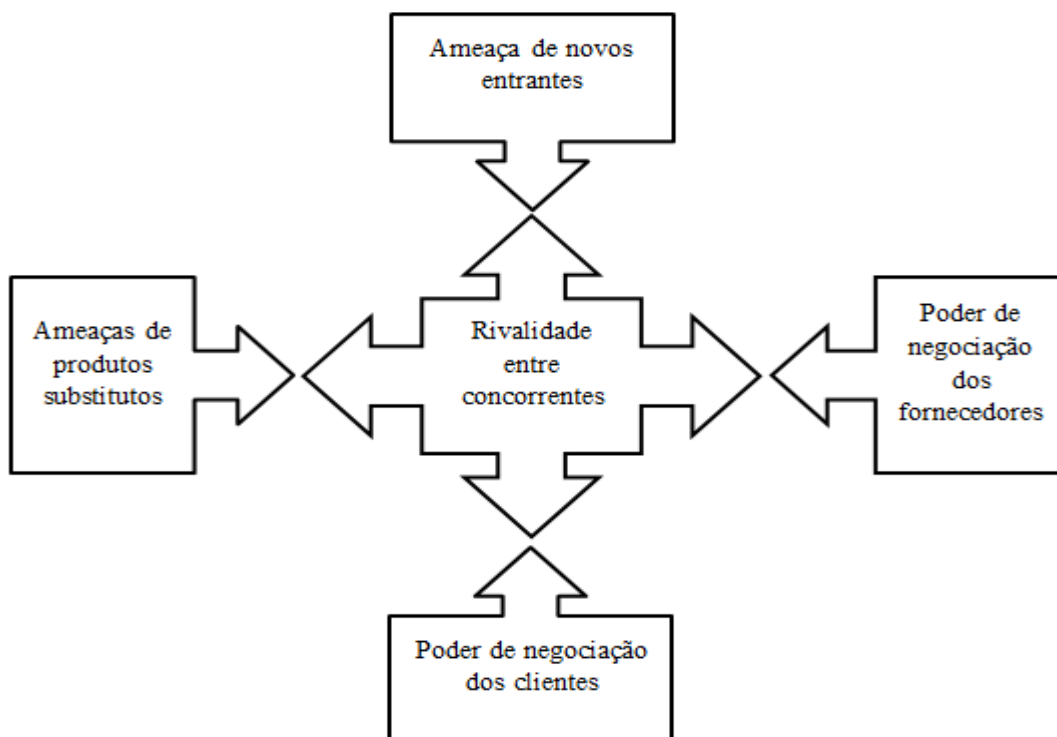 Ameaça de novos
entrantes
Ameaças de
produtos
substitutos
Rivalidade
entre
concorrentes
Poder de
negociação
dos
fornecedores
Poder de negociação
dos clientes